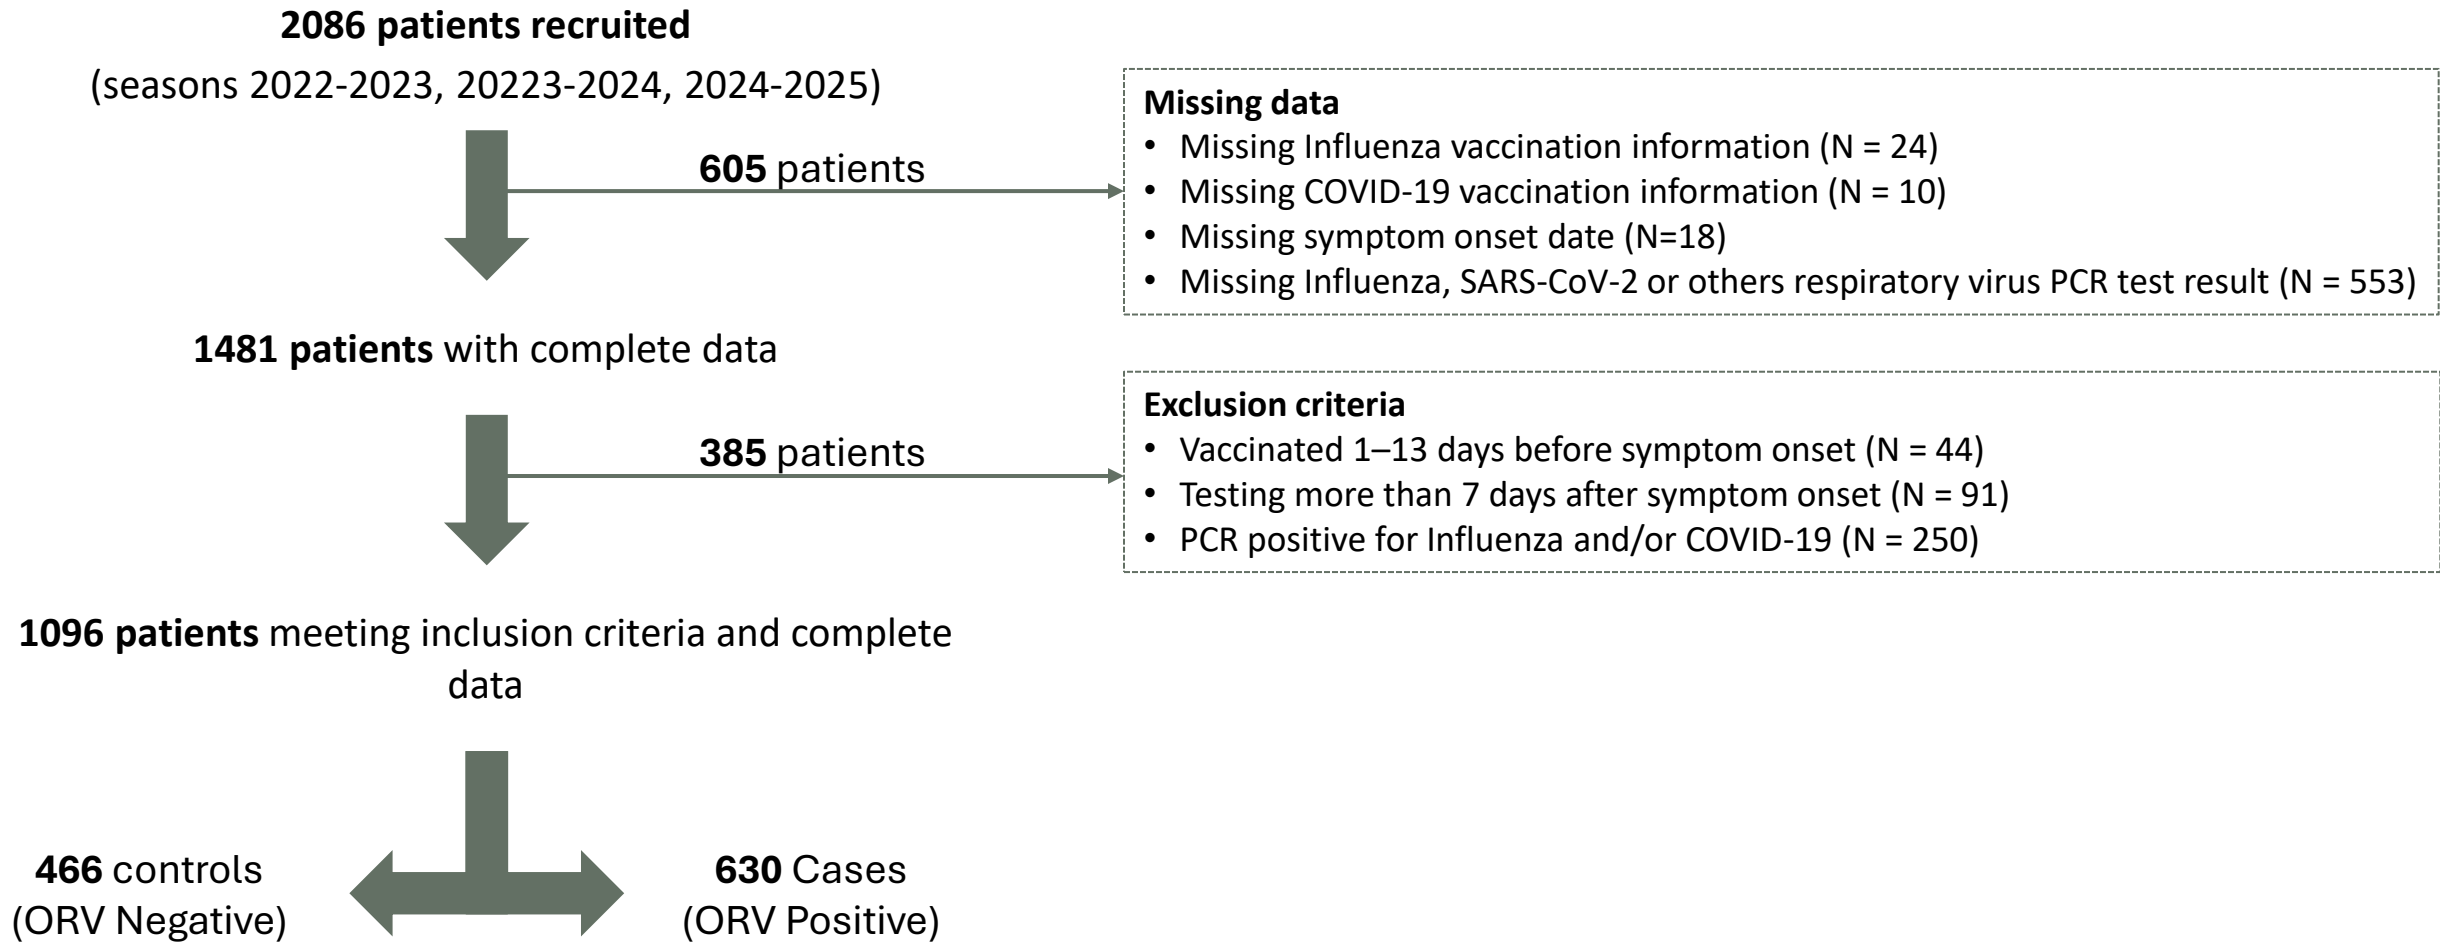 2086 patients recruited
(seasons 2022-2023, 20223-2024, 2024-2025)
605 patients
Missing data
• Missing Influenza vaccination information (N = 24)
• Missing COVID-19 vaccination information (N = 10)
• Missing symptom onset date (N=18)
• Missing Influenza, SARS-CoV-2 or others respiratory virus PCR test result (N = 553)
1481 patients with complete data
385 patients
Exclusion criteria
• Vaccinated 1–13 days before symptom onset (N = 44)
• Testing more than 7 days after symptom onset (N = 91)
• PCR positive for Influenza and/or COVID-19 (N = 250)
1096 patients meeting inclusion criteria and complete
data
466 controls
(ORV Negative)
630 Cases
(ORV Positive)